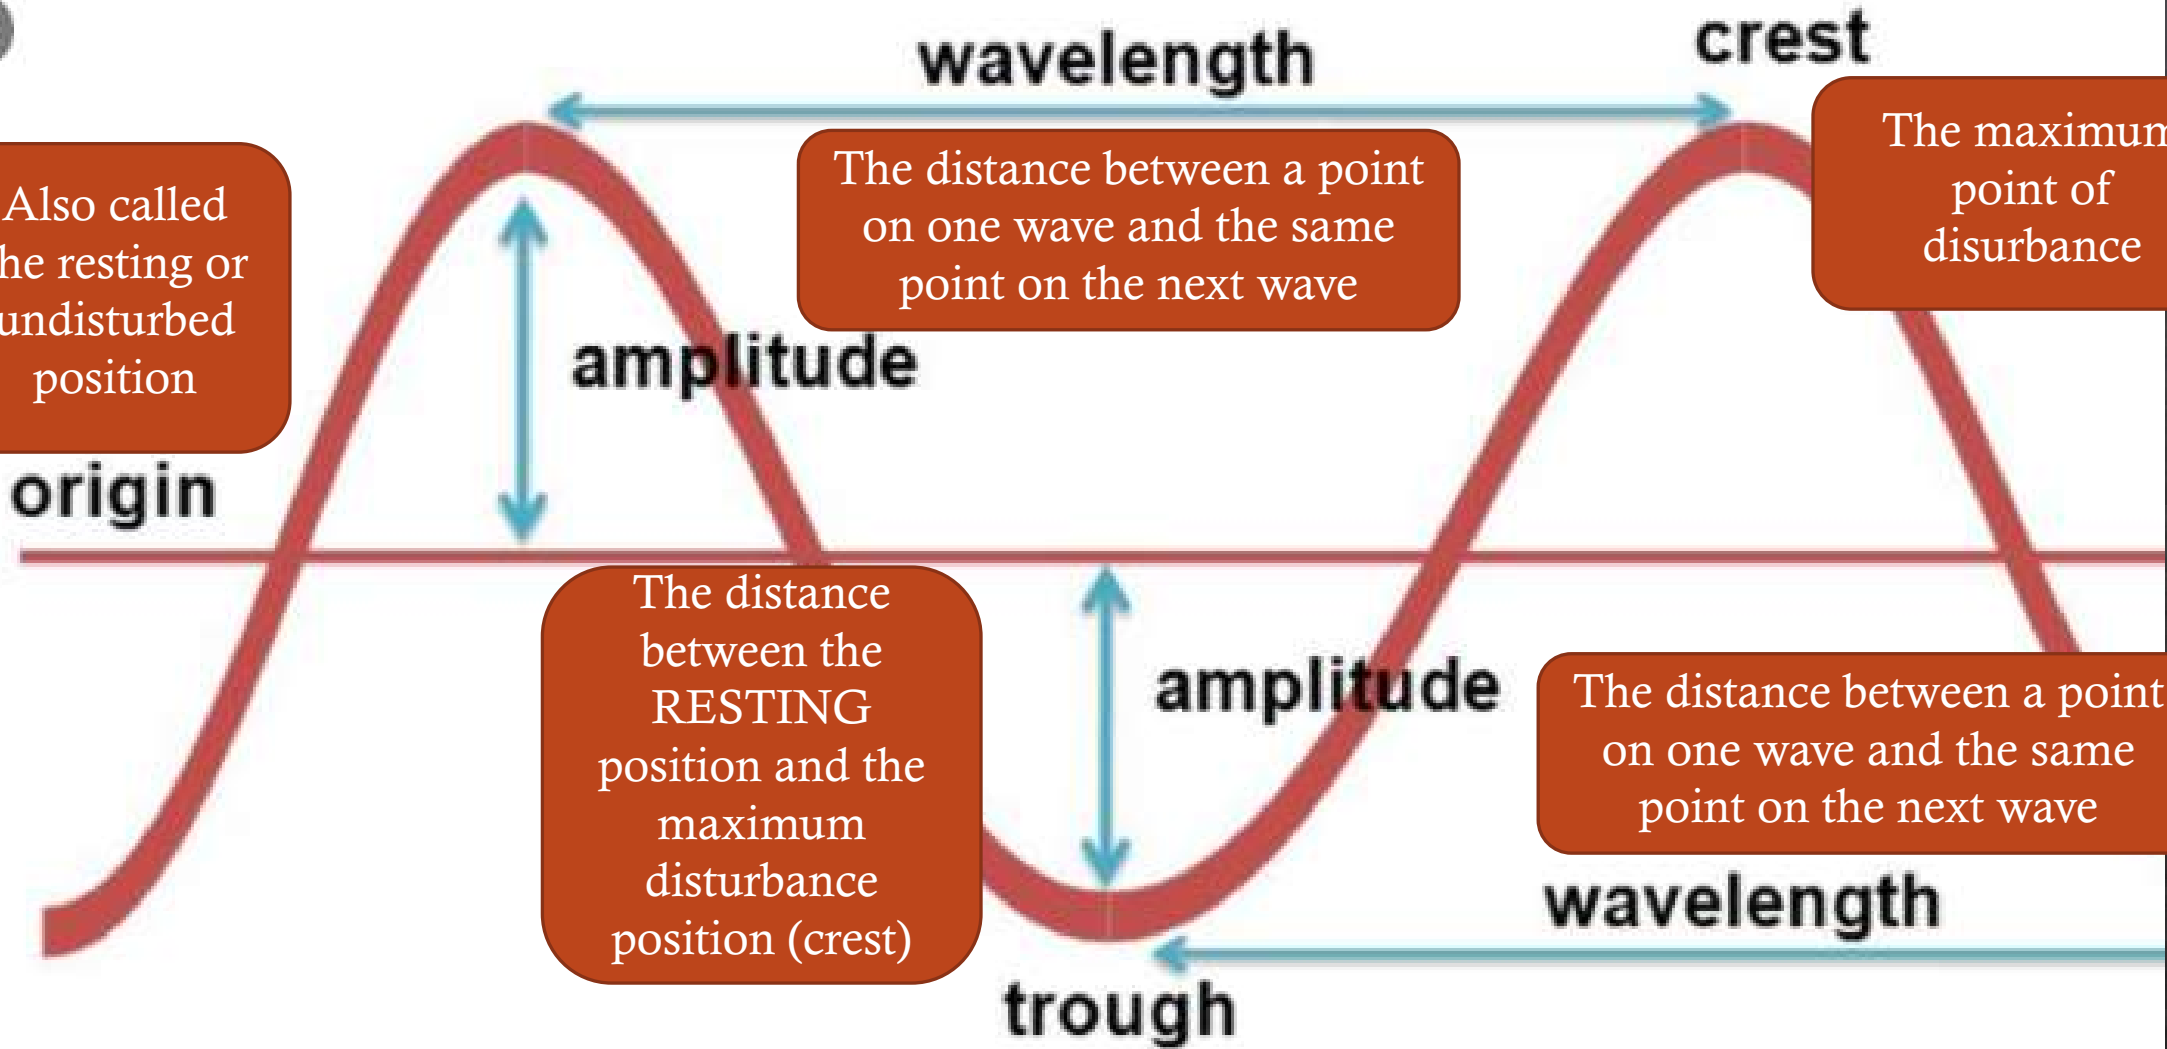 wavelength
crest
The distance between a point
on one wave and the same
point on the next wave
The maximum
point of
disurbance
Also called
he resting or
undisturbed
position
amplitude
origin
The distance
between the
RESTING
position and the
maximum
disturbance
position (crest)
amplitude
The distance between a point
on one wave and the same
point on the next wave
wavelength
trough